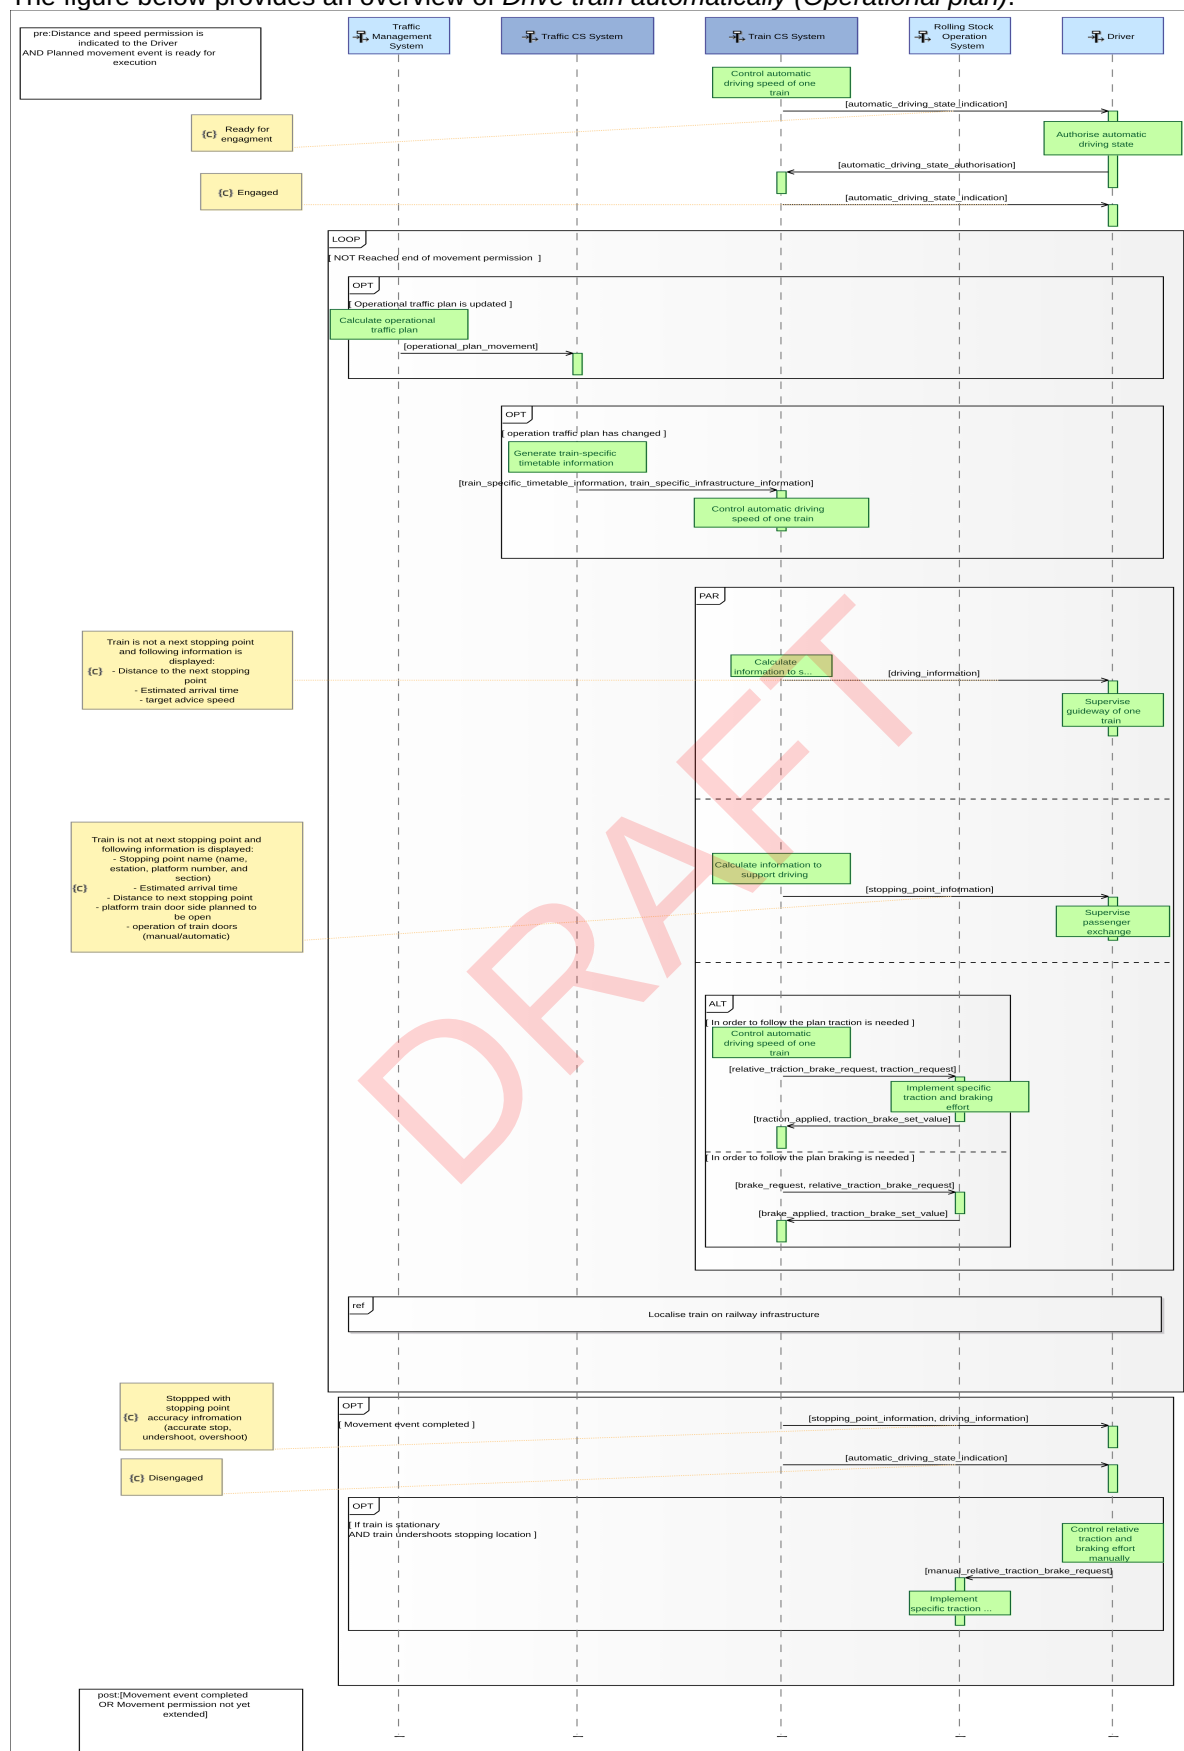 The figure below provides an overview of Drive train automatically (Operational plan).
pre:Distance and speed permission is
indicated to the Driver
AND Planned movement event is ready for
execution
Traffic
Management
System
Traffic CS System
Train CS System
Rolling Stock
Operation
System
Driver
Control automatic
driving speed of one
train
[automatic_driving_state_indication]
{c} Ready for
engagment
Authorise automatic
driving state
[automatic_driving_state_authorisation]
{c} Engaged
[automatic_driving_state_indication]
LOOP
[ NOT Reached end of movement permission ]
OPT
[ Operational traffic plan is updated ]
Calculate operational
traffic plan
[operational_plan_movement]
OPT
[ operation traffic plan has changed ]
Generate train-specific
timetable information
[train_specific_timetable_information, train_specific_infrastructure_information]
Control automatic driving
speed of one train
PAR
Train is not a next stopping point
and following information is
displayed:
{c} - Distance to the next stopping
point
- Estimated arrival time
- target advice speed
Calculate
information to s...
[driving_information]
Supervise
guideway of one
train
Train is not at next stopping point and
following information is displayed:
- Stopping point name (name,
estation, platform number, and
section)
{c} - Estimated arrival time
- Distance to next stopping point
- platform train door side planned to
be open
- operation of train doors
(manual/automatic)
Calculate information to
support driving
[stopping_point_information]
Supervise
passenger
exchange
ALT
[ In order to follow the plan traction is needed ]
Control automatic
driving speed of one
train
[relative_traction_brake_request, traction_request]
Implement specific
traction and braking
effort
[traction_applied, traction_brake_set_value]
[ In order to follow the plan braking is needed ]
[brake_request, relative_traction_brake_request]
[brake_applied, traction_brake_set_value]
ref
Localise train on railway infrastructure
Stoppped with
stopping point
{c} accuracy infromation
(accurate stop,
undershoot, overshoot)
OPT
[ Movement event completed ]
[stopping_point_information, driving_information]
{c} Disengaged
[automatic_driving_state_indication]
OPT
[ If train is stationary
AND train undershoots stopping location ]
Control relative
traction and
braking effort
manually
[manual_relative_traction_brake_request]
Implement
specific traction ...
post:[Movement event completed
OR Movement permission not yet
extended]
DRAFT